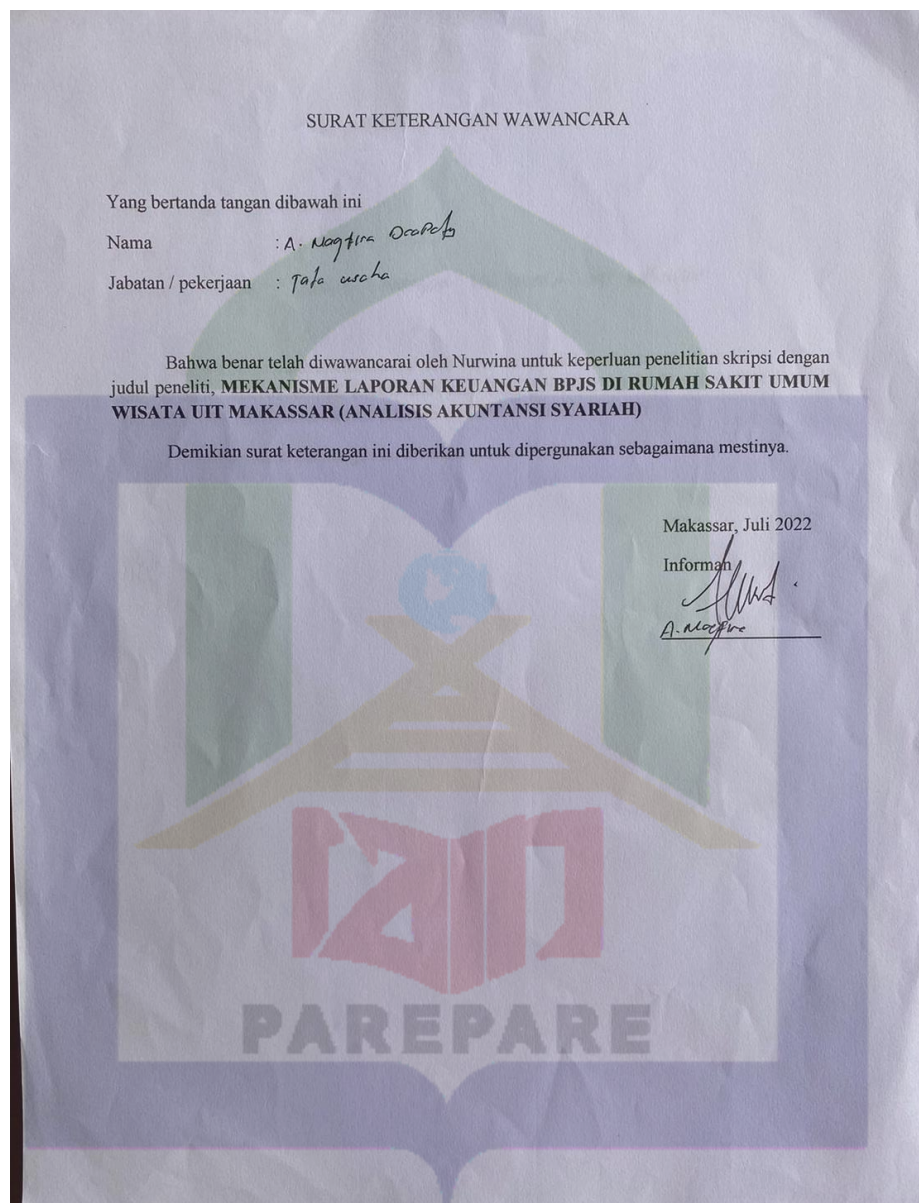 SURAT KETERANGAN WAWANCARA
Yang bertanda tangan dibawah ini
Nama : A.
Jabatan / pekerjaan : Tata usaha
Bahwa benar telah diwawancarai oleh Nurwina untuk keperluan penelitian skripsi dengan
judul peneliti, MEKANISME LAPORAN KEUANGAN BPJS DI RUMAH SAKIT UMUM
WISATA UIT MAKASSAR (ANALISIS AKUNTANSI SYARIAH)
Demikian surat keterangan ini diberikan untuk dipergunakan sebagaimana mestinya.
Makassar, Juli 2022
Informan
A.
PAREPARE